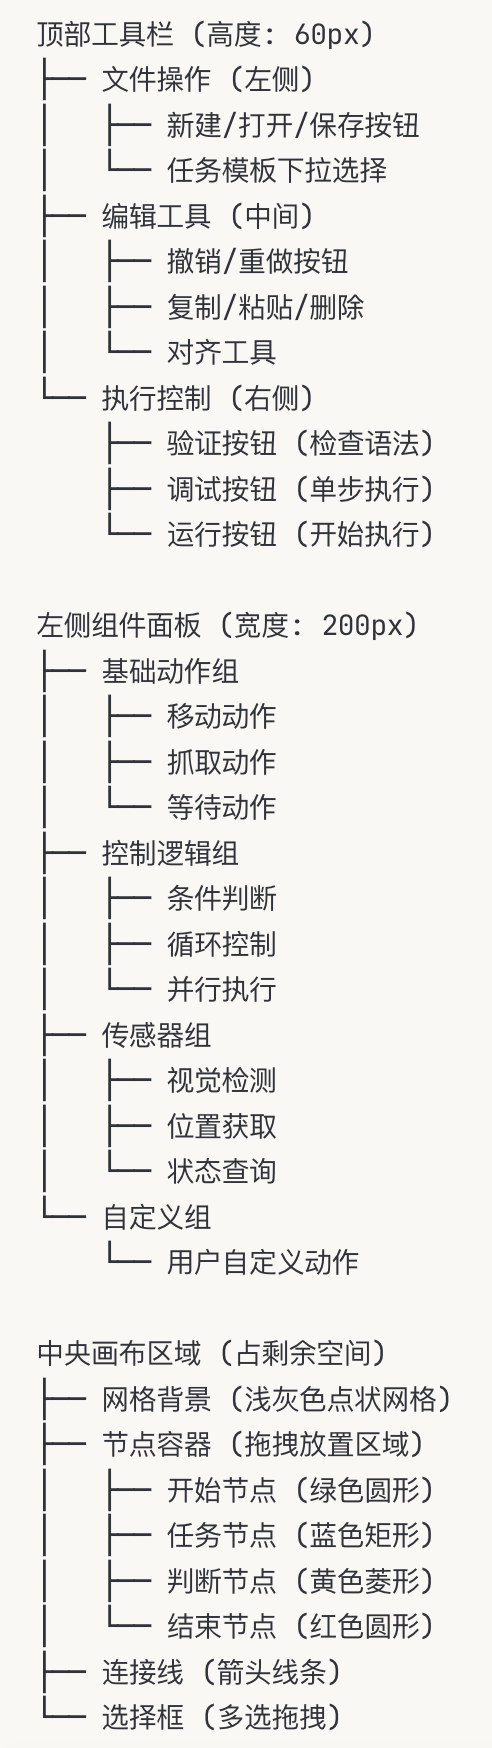 顶部工具栏 (高度: 60px)
├── 文件操作 (左侧)
│   ├── 新建/打开/保存按钮
│   └── 任务模板下拉选择
├── 编辑工具 (中间)
│   ├── 撤销/重做按钮
│   ├── 复制/粘贴/删除
│   └── 对齐工具
└── 执行控制 (右侧)
    ├── 验证按钮 (检查语法)
    ├── 调试按钮 (单步执行)
    └── 运行按钮 (开始执行)

左侧组件面板 (宽度: 200px)
├── 基础动作组
│   ├── 移动动作
│   ├── 抓取动作
│   └── 等待动作
├── 控制逻辑组
│   ├── 条件判断
│   ├── 循环控制
│   └── 并行执行
├── 传感器组
│   ├── 视觉检测
│   ├── 位置获取
│   └── 状态查询
└── 自定义组
    └── 用户自定义动作

中央画布区域 (占剩余空间)
├── 网格背景 (浅灰色点状网格)
├── 节点容器 (拖拽放置区域)
│   ├── 开始节点 (绿色圆形)
│   ├── 任务节点 (蓝色矩形)
│   ├── 判断节点 (黄色菱形)
│   └── 结束节点 (红色圆形)
├── 连接线 (箭头线条)
└── 选择框 (多选拖拽)